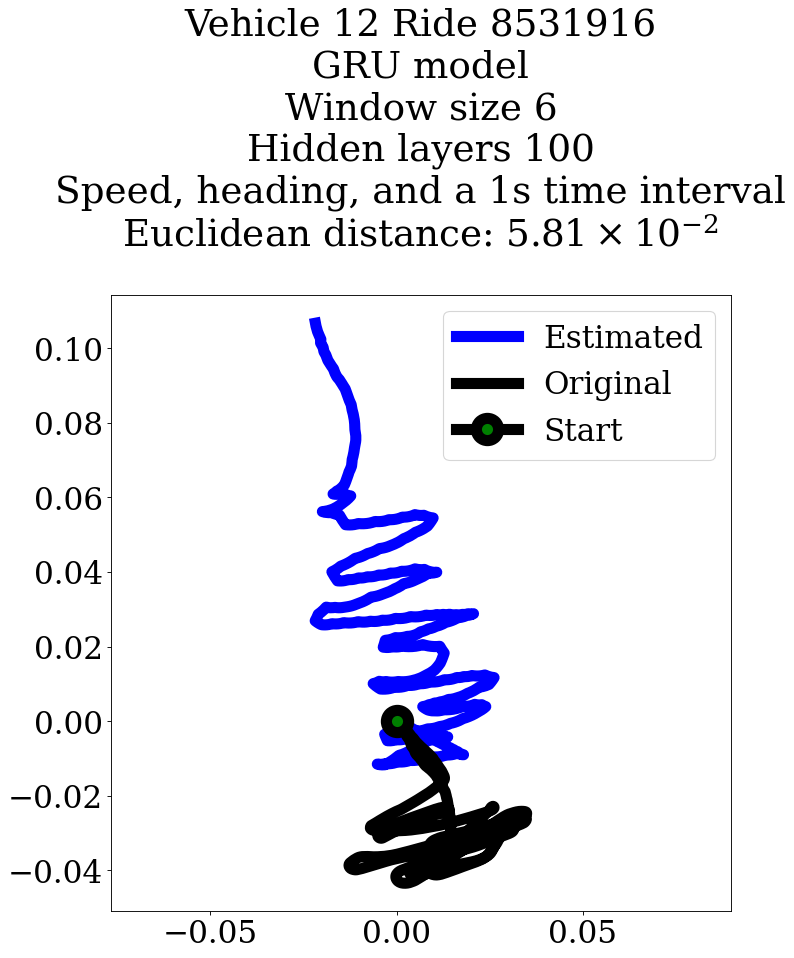 Vehicle 12 Ride 8531916
GRU model
Window size 6
Hidden layers 100
Speed, heading, and a 1s time interval
Euclidean distance: 5.81 × 10⁻²
Estimated
Original
Start
0.10
0.08
0.06
0.04
0.02
0.00
−0.02
−0.04
−0.05
0.00
0.05